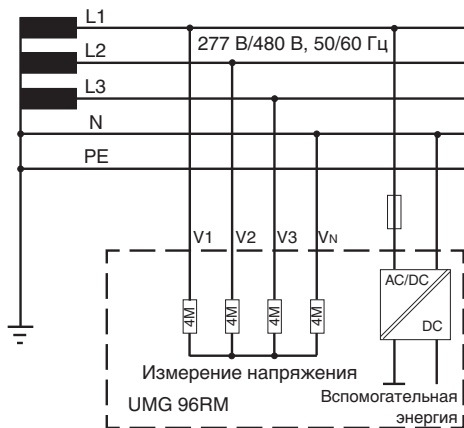 L1
277 В/480 В, 50/60 Гц
L2
L3
N
PE
V1 V2 V3 VN
AC/DC
4M 4M 4M 4M
DC
Измерение напряжения
Вспомогательная
энергия
UMG 96RM